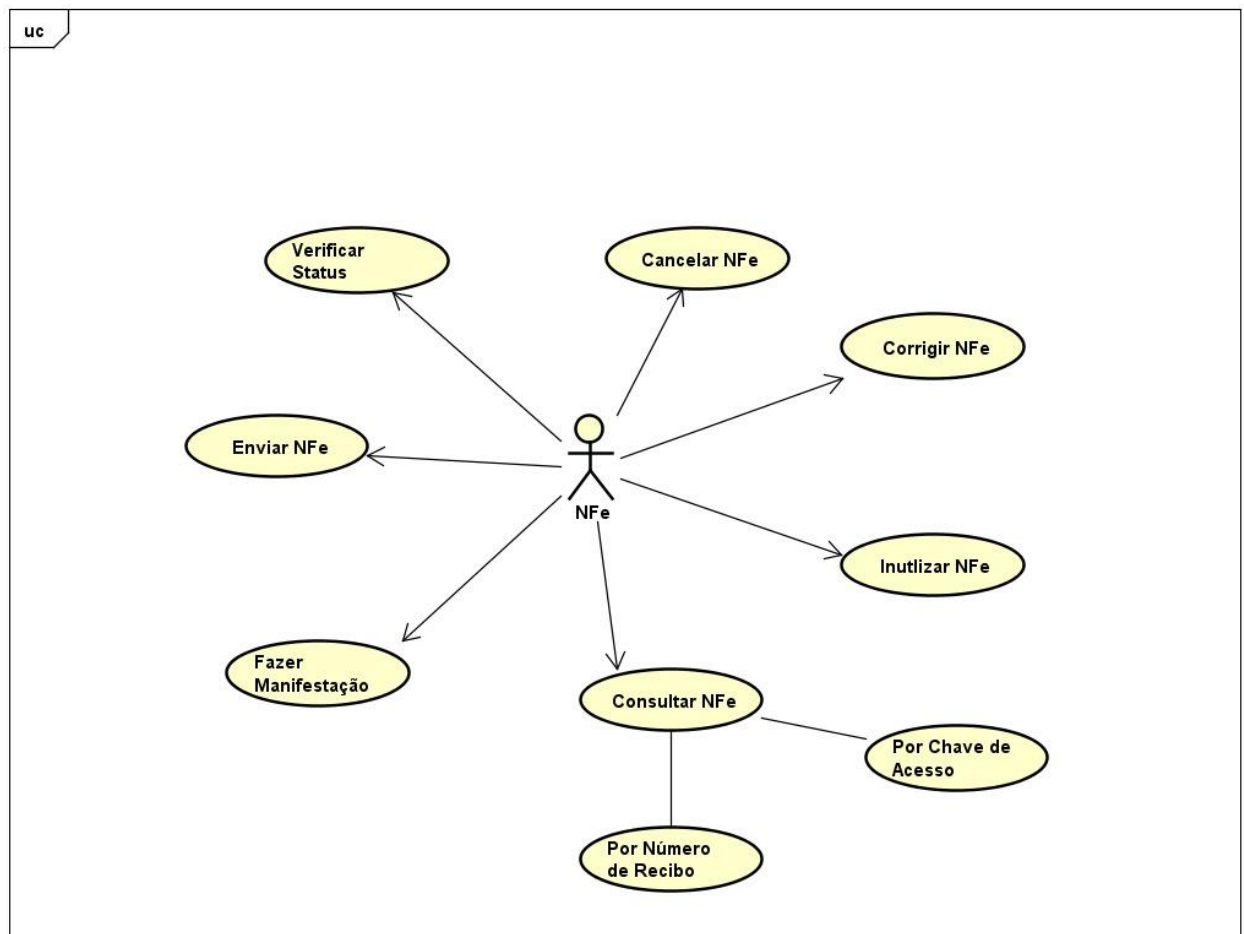 uc
Verificar
Status
Cancelar NFe
Corrigir NFe
Enviar NFe
NFe
Inutlizar NFe
Fazer
Manifestação
Consultar NFe
Por Chave de
Acesso
Por Número
de Recibo